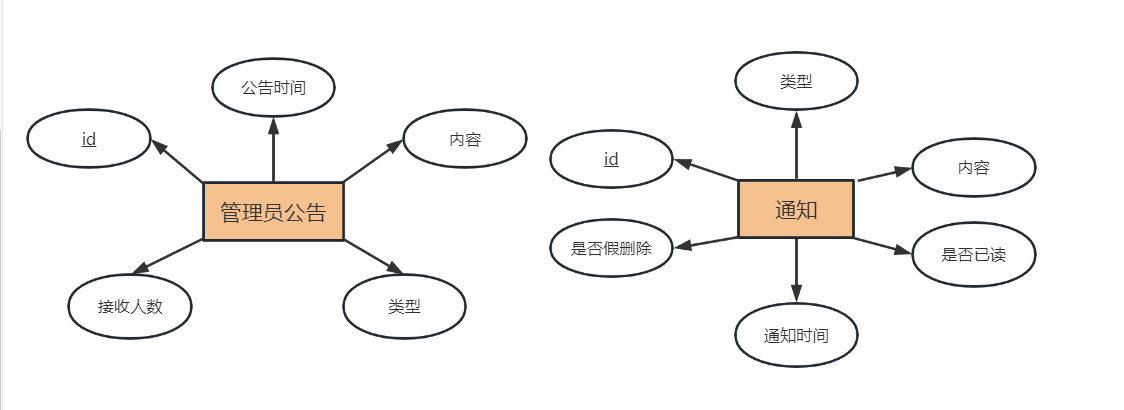 公告时间
id
内容
管理员公告
接收人数
类型
类型
id
内容
通知
是否假删除
是否已读
通知时间